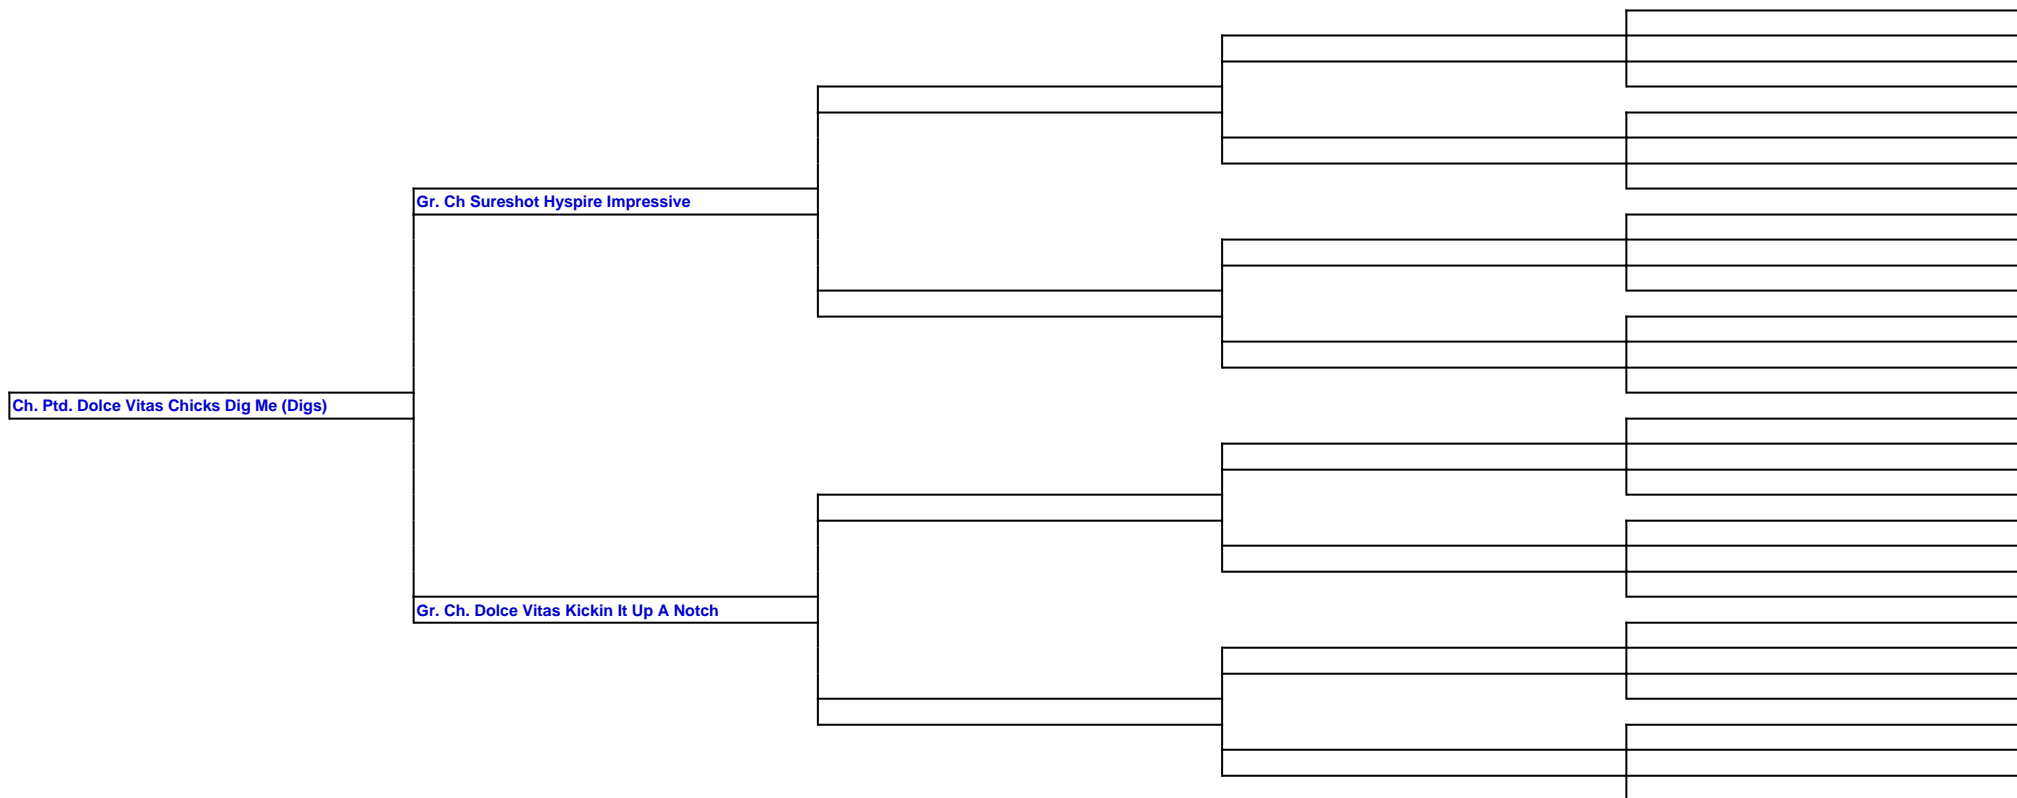 Gr. Ch Sureshot Hyspire Impressive
Ch. Ptd. Dolce Vitas Chicks Dig Me (Digs)
Gr. Ch. Dolce Vitas Kickin It Up A Notch